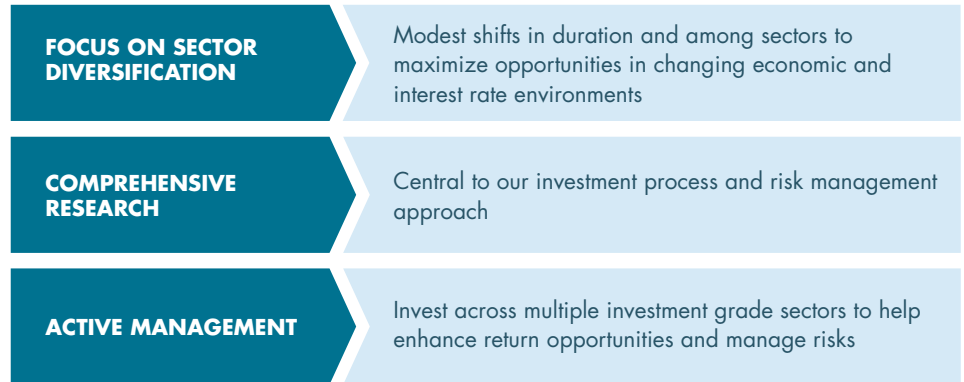 FOCUS ON SECTOR
DIVERSIFICATION
Modest shifts in duration and among sectors to
maximize opportunities in changing economic and
interest rate environments
COMPREHENSIVE
RESEARCH
Central to our investment process and risk management
approach
ACTIVE MANAGEMENT
Invest across multiple investment grade sectors to help
enhance return opportunities and manage risks